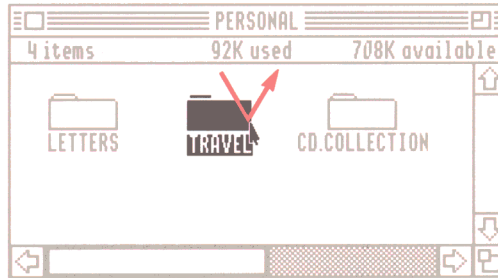 PERSONAL
4 items 92K used 708K available
LETTERS TRAVEL CD.COLLECTION